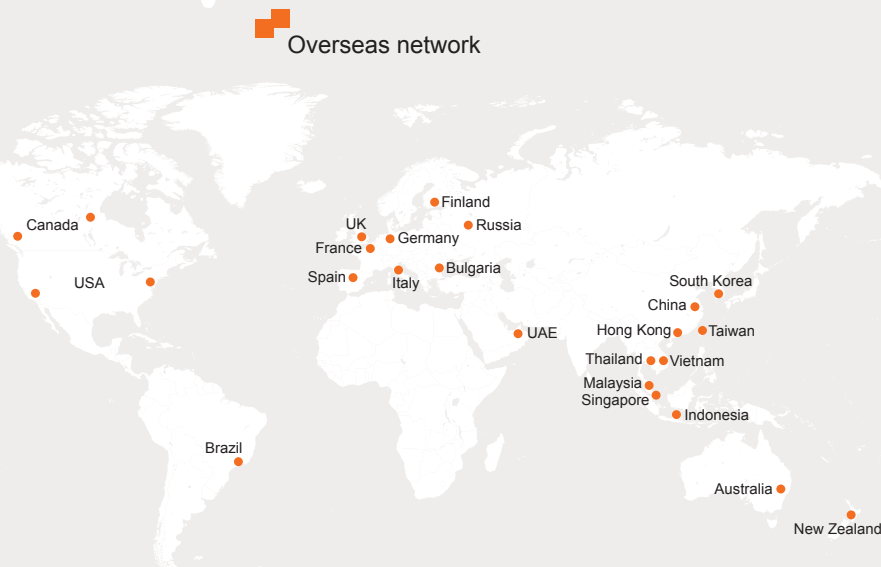 Overseas network
Finland
Canada
UK
Russia
Germany
France
Bulgaria
Spain
Italy
USA
South Korea
China
Hong Kong
Taiwan
UAE
Thailand
Vietnam
Malaysia
Singapore
Indonesia
Brazil
Australia
New Zealand